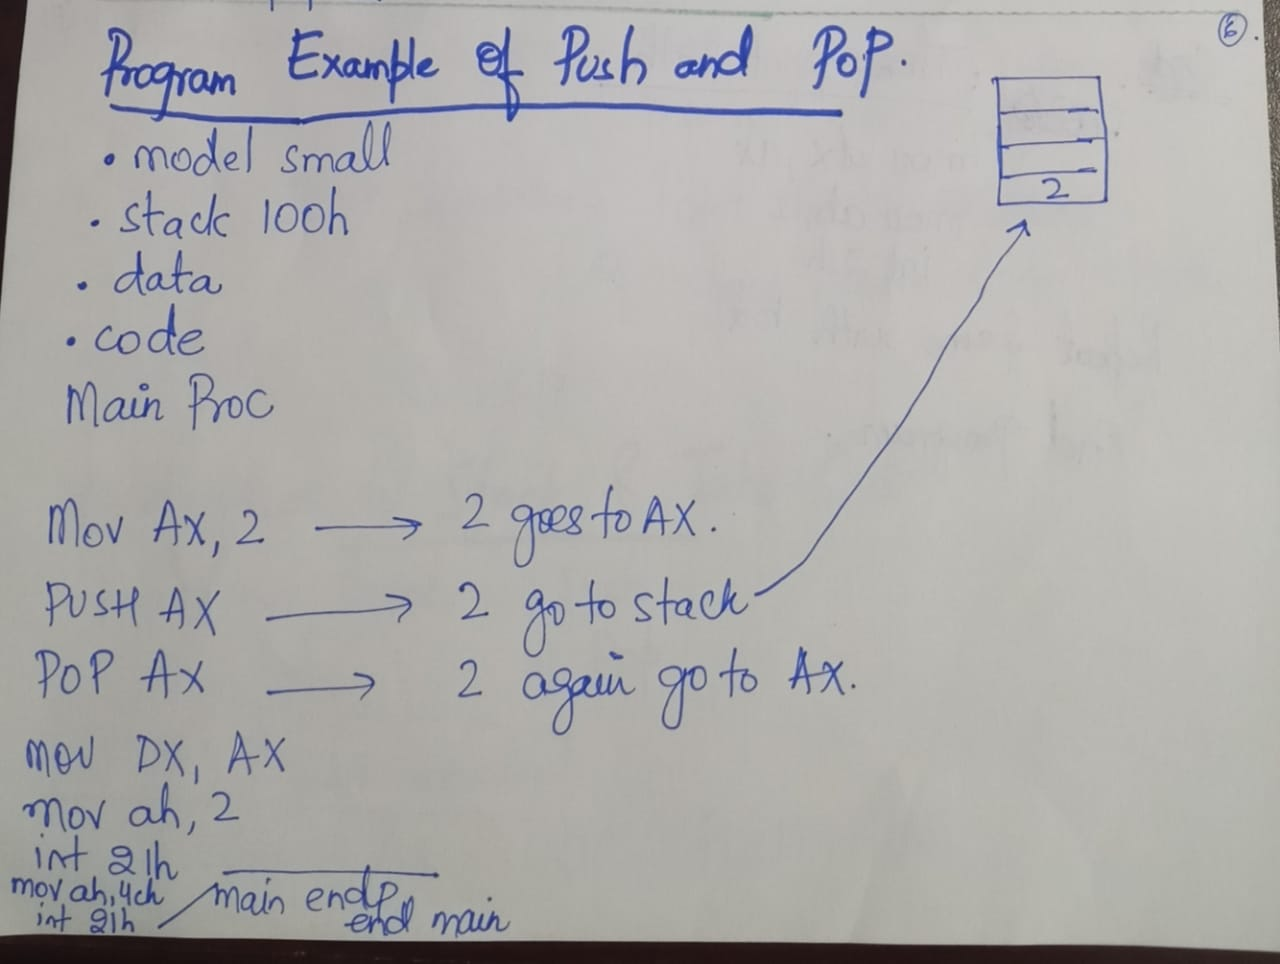 6.
Program Example of Push and PoP.
. model small
. stack 100h
. data
. code
Main Proc
2
Mov AX, 2 → 2 goes to AX.
PUSH AX → 2 go to stack
PoP AX → 2 again go to AX.
mov DX, AX
mov ah, 2
int 21h
mov ah, 4ch
int 21h
main endp
end main